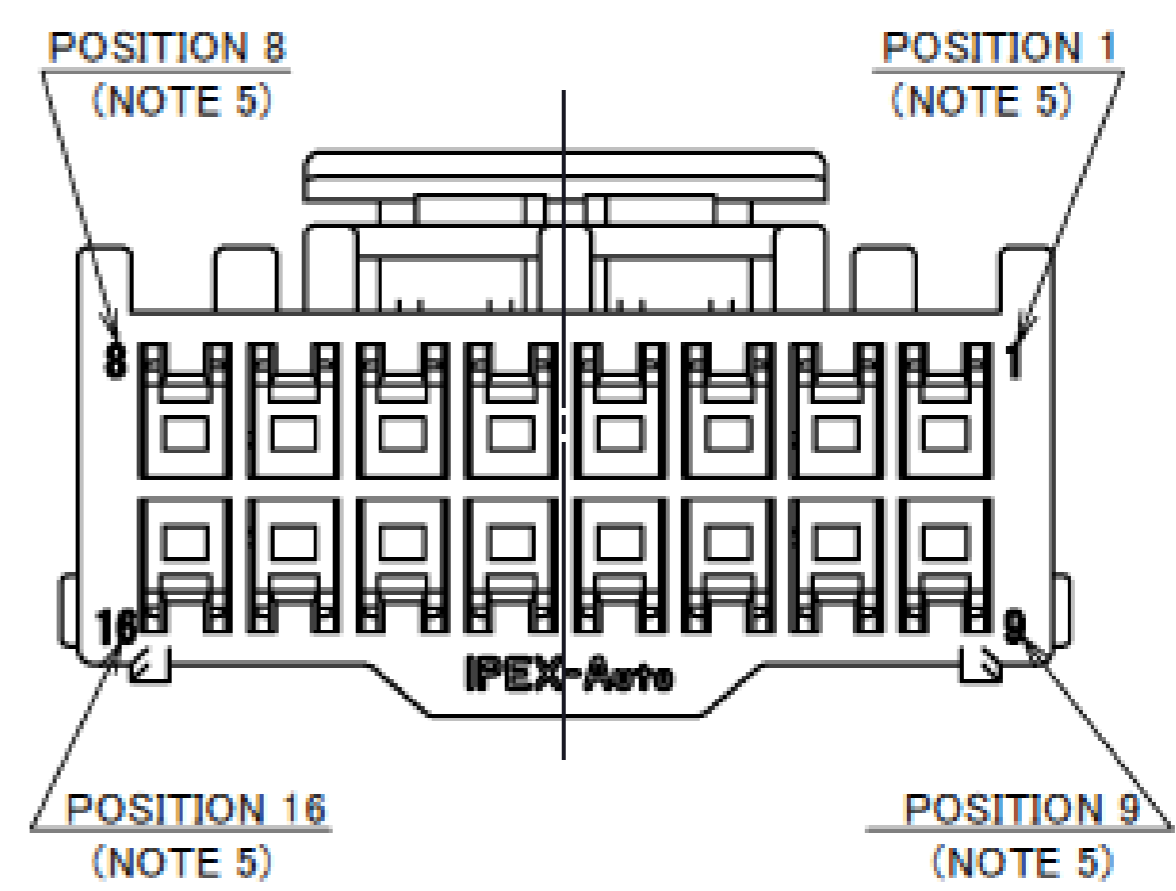 POSITION 8
(NOTE 5)
POSITION 1
(NOTE 5)
8
1
16
9
IPEX-Auto
POSITION 16
(NOTE 5)
POSITION 9
(NOTE 5)